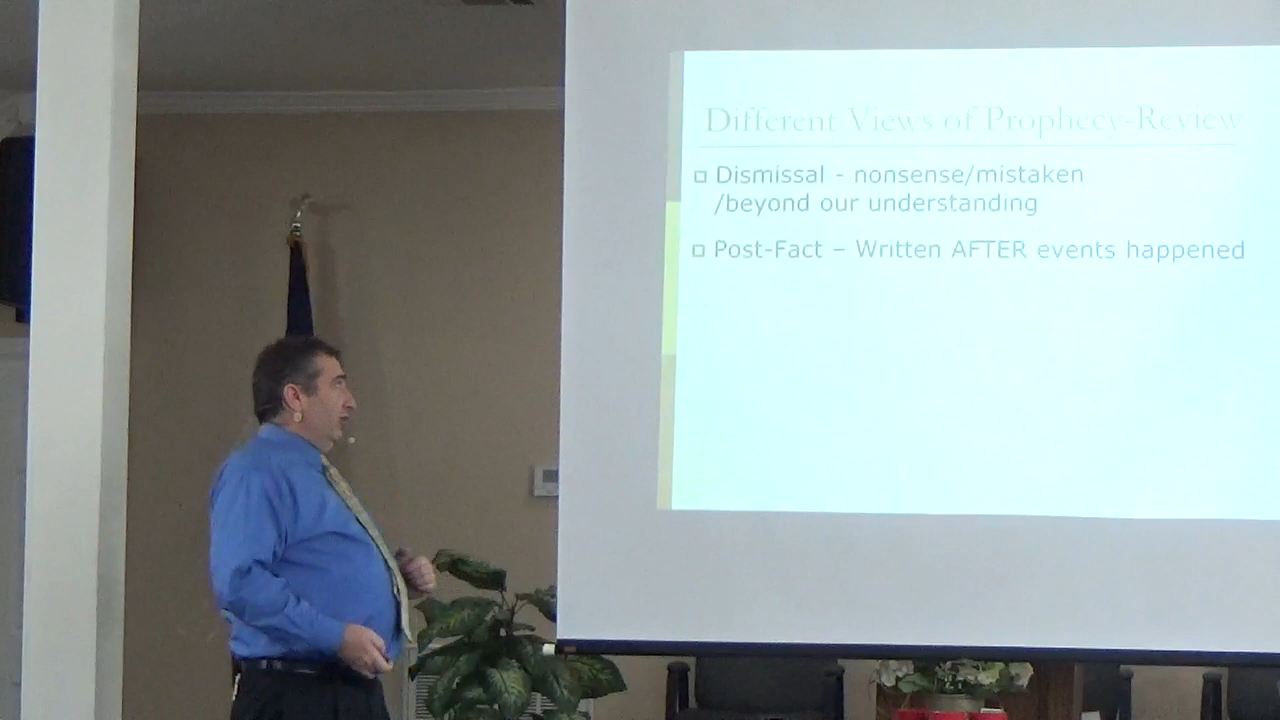 Different Views of Prophecy-Review
Dismissal - nonsense/mistaken
/beyond our understanding
Post-Fact – Written AFTER events happened